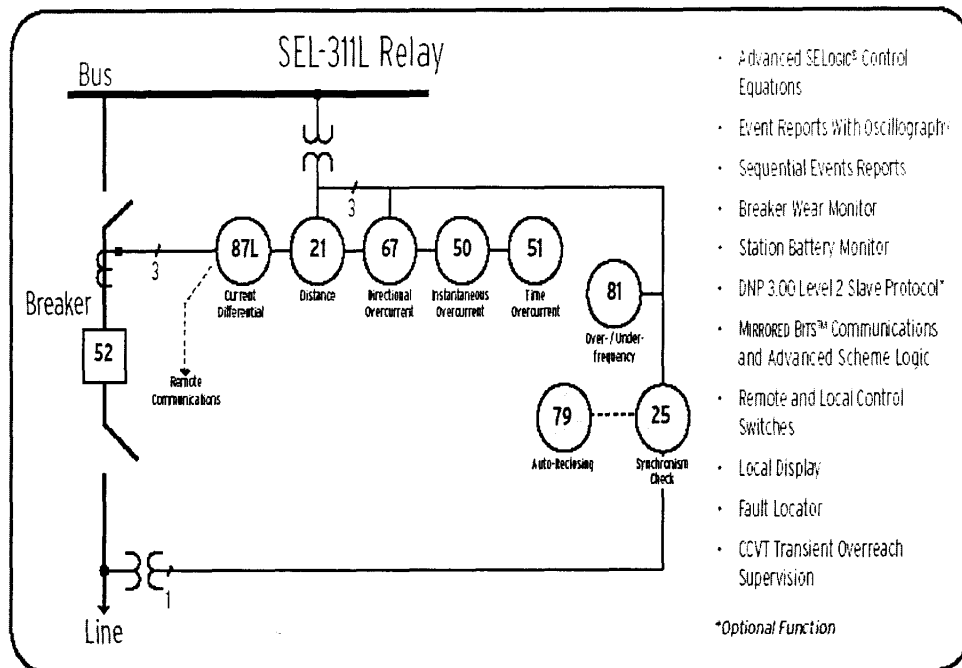 SEL-311L Relay
Bus
3
3
87L
21
67
50
51
Current
Differential
Distance
Directional
Overcurrent
Instantaneous
Overcurrent
Time
Overcurrent
Breaker
52
Remote
Communications
81
Over- / Under-
frequency
79
25
Auto-Reclosing
Synchronism
Check
1
Line
· Advanced SELOGIC® Control
Equations
· Event Reports With Oscillography
· Sequential Events Reports
· Breaker Wear Monitor
· Station Battery Monitor
· DNP 3.00 Level 2 Slave Protocol*
· MIRRORED BITS™ Communications
and Advanced Scheme Logic
· Remote and Local Control
Switches
· Local Display
· Fault Locator
· CCVT Transient Overreach
Supervision
*Optional Function